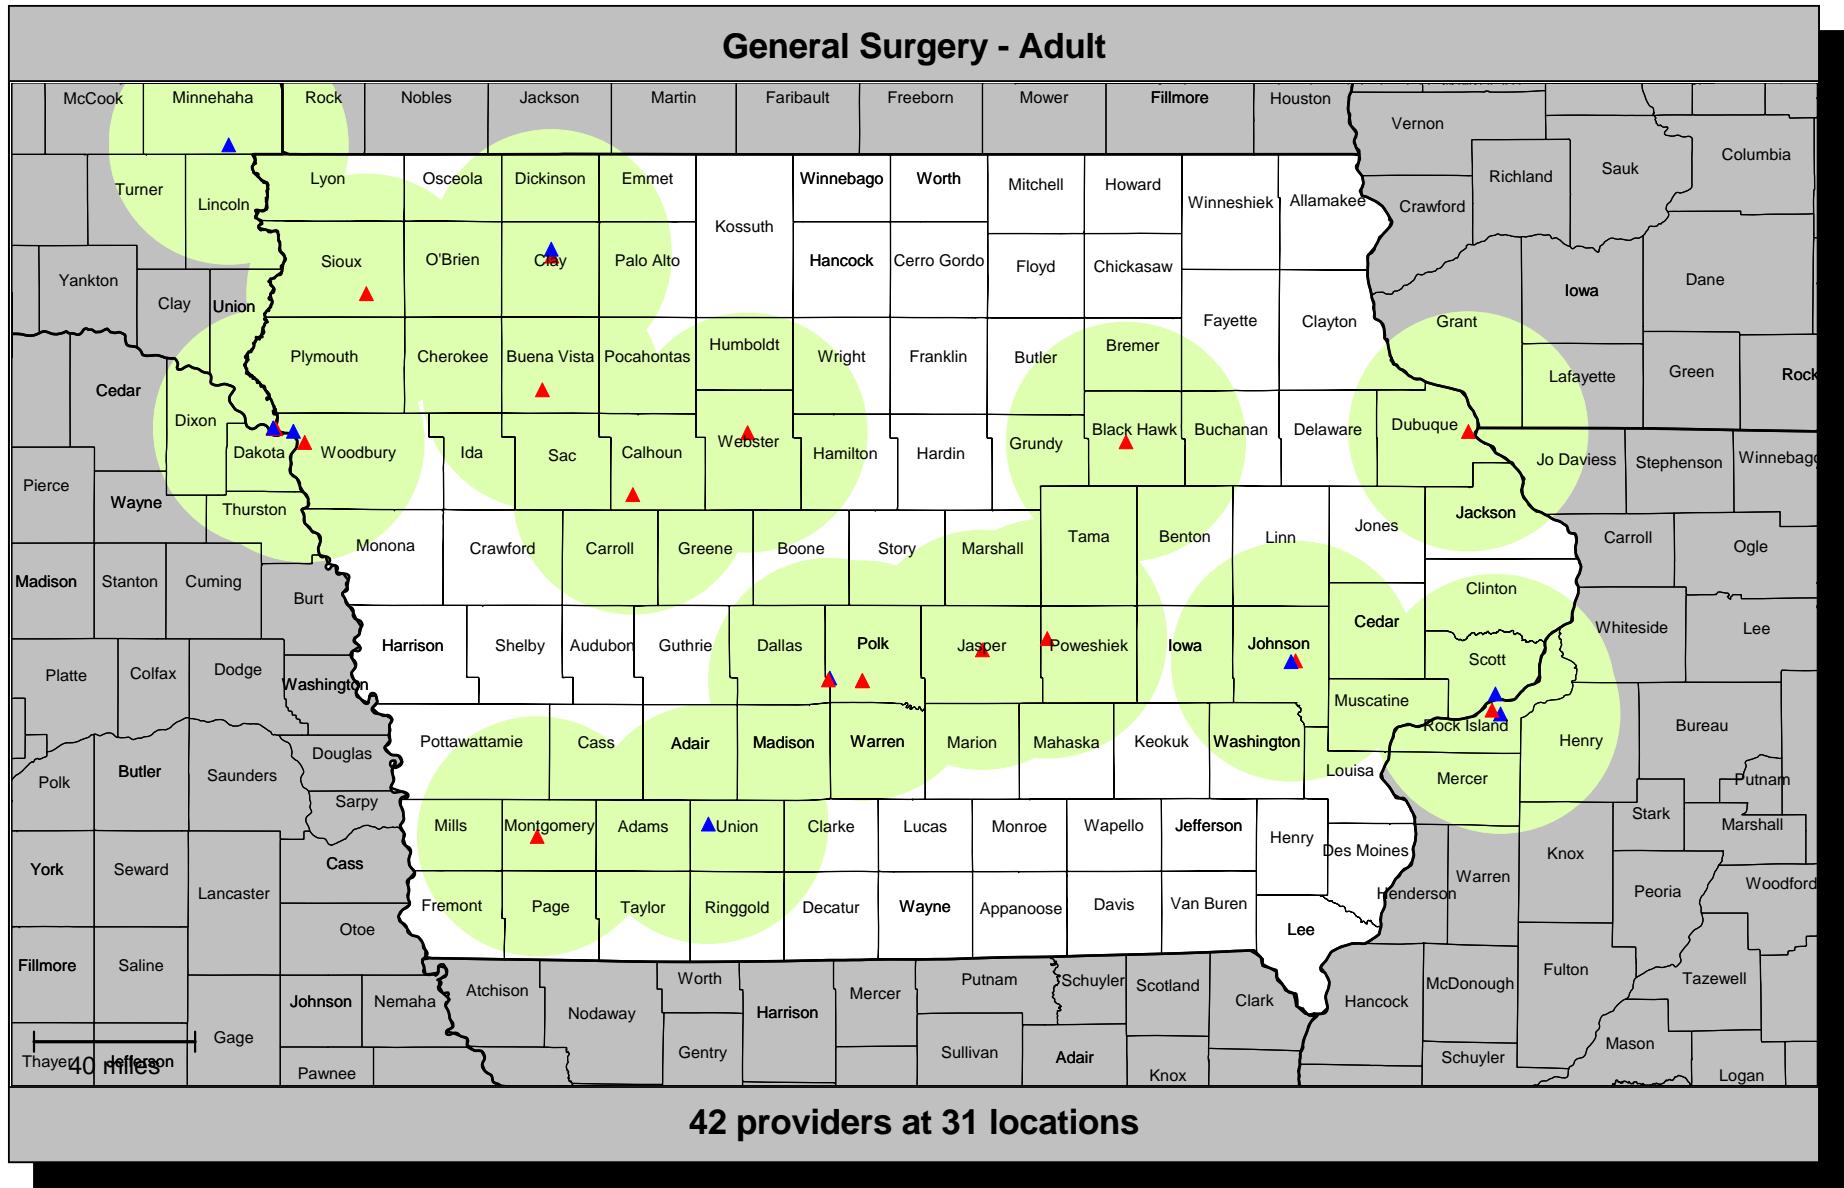 General Surgery - Adult
McCook Minnehaha Rock Nobles Jackson Martin Faribault Freeborn Mower Fillmore Houston
Vernon Richland Sauk Columbia
Turner Lincoln Lyon Osceola Dickinson Emmet Kossuth Winnebago Worth Mitchell Howard Winneshiek Allamakee Crawford
Yankton Clay Union Sioux O'Brien Clay Palo Alto Hancock Cerro Gordo Floyd Chickasaw Iowa Dane
Fayette Clayton Grant
Cedar Plymouth Cherokee Buena Vista Pocahontas Humboldt Wright Franklin Butler Bremer Lafayette Green Rock
Dixon Dakota Woodbury Ida Sac Calhoun Webster Hamilton Hardin Grundy Black Hawk Buchanan Delaware Dubuque Jo Daviess Stephenson Winnebago
Pierce Wayne Thurston
Monona Crawford Carroll Greene Boone Story Marshall Tama Benton Linn Jones Jackson Carroll Ogle
Madison Stanton Cuming Burt Clinton
Harrison Shelby Audubon Guthrie Dallas Polk Jasper Poweshiek Iowa Johnson Cedar Scott Whiteside Lee
Platte Colfax Dodge Washington Muscatine
Pottawattamie Cass Adair Madison Warren Marion Mahaska Keokuk Washington Louisa Rock Island Henry Bureau
Polk Butler Saunders Douglas Sarpy Mercer Putnam
Mills Montgomery Adams Union Clarke Lucas Monroe Wapello Jefferson Henry Des Moines Stark Marshall
York Seward Lancaster Cass Knox Warren Henderson Peoria Woodford
Fremont Page Taylor Ringgold Decatur Wayne Appanoose Davis Van Buren Lee
Otoe
Fillmore Saline Johnson Nemaha Atchison Nodaway Worth Harrison Mercer Putnam Schuyler Scotland Clark Hancock McDonough Fulton Tazewell
Gage Gentry Sullivan Adair Schuyler Mason
Thayer Jefferson Pawnee Knox Logan
40 miles
42 providers at 31 locations